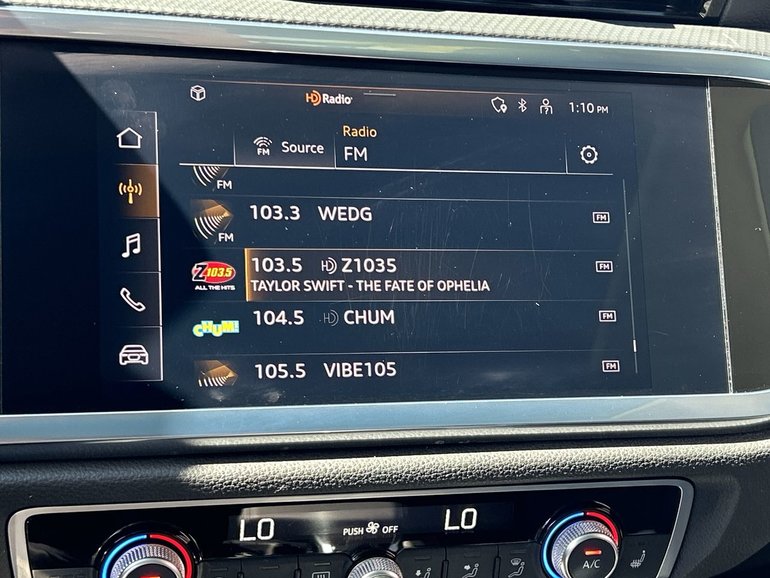 HD Radio 1:10 PM
Radio
FM Source FM
FM
103.3 WEDG FM
FM
Z103.5 103.5 HD Z1035 FM
ALL THE HITS TAYLOR SWIFT - THE FATE OF OPHELIA
CHUM! 104.5 HD CHUM FM
105.5 VIBE105 FM
LO PUSH OFF LO
A/C